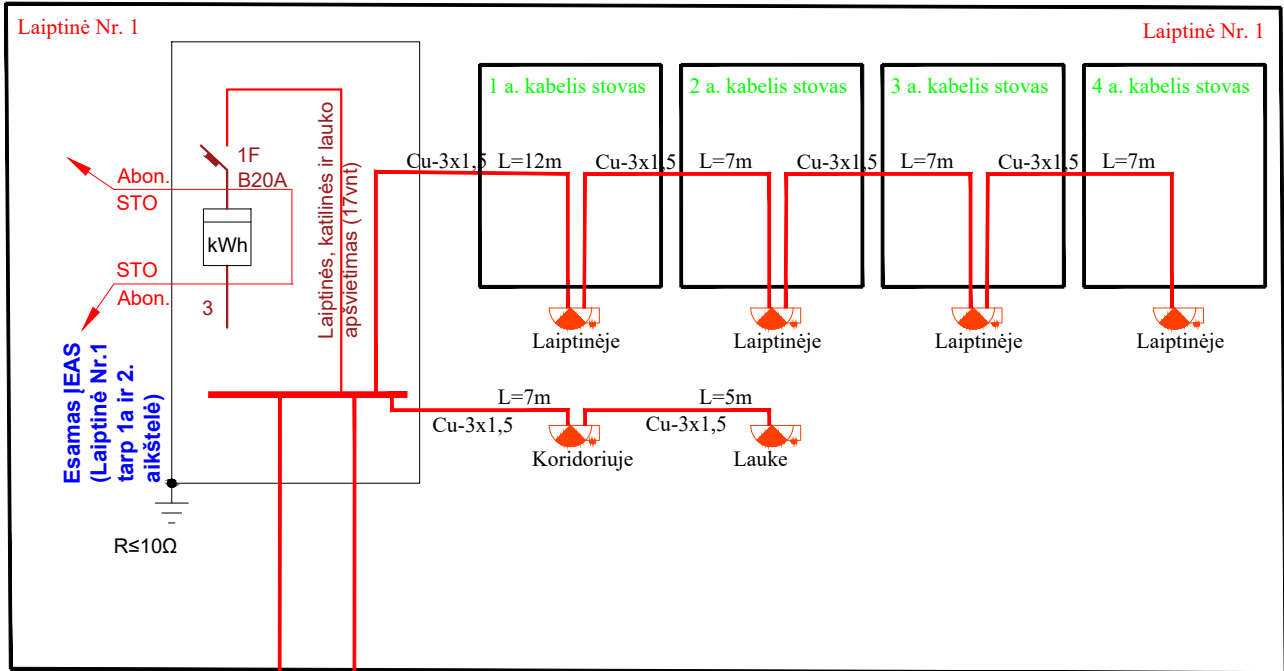 Laiptinė Nr. 1
Laiptinė Nr. 1
1 a. kabelis stovas
2 a. kabelis stovas
3 a. kabelis stovas
4 a. kabelis stovas
1F
B20A
Abon.
STO
kWh
STO
Abon.
3
Laiptinės, katilinės ir lauko
apšvietimas (17vnt)
Cu-3x1,5
L=12m
Cu-3x1,5
L=7m
Cu-3x1,5
L=7m
Cu-3x1,5
L=7m
Laiptinėje
Laiptinėje
Laiptinėje
Laiptinėje
Esamas ĮEAS
(Laiptinė Nr.1
tarp 1a ir 2.
aikštelė)
L=7m
Cu-3x1,5
L=5m
Cu-3x1,5
Koridoriuje
Lauke
R≤10Ω